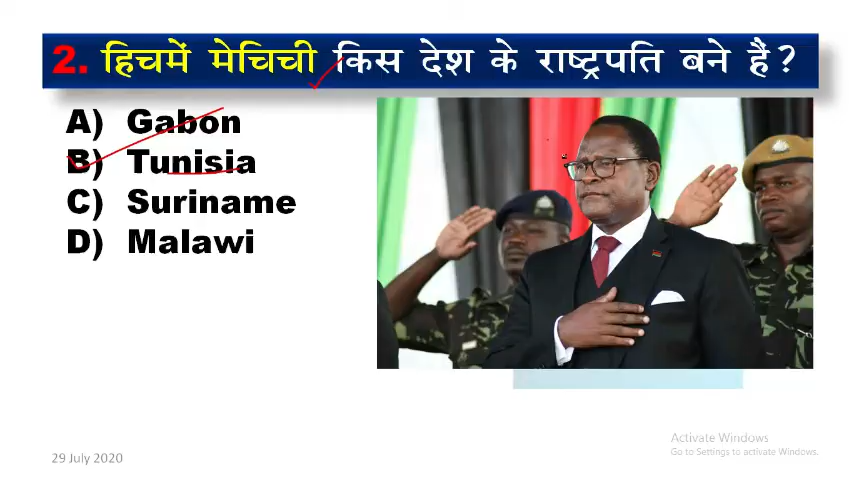 2. हिचमें मेचिची किस देश के राष्ट्रपति बने हैं ?
A) Gabon
B) Tunisia
C) Suriname
D) Malawi
Activate Windows
Go to Settings to activate Windows.
29 July 2020